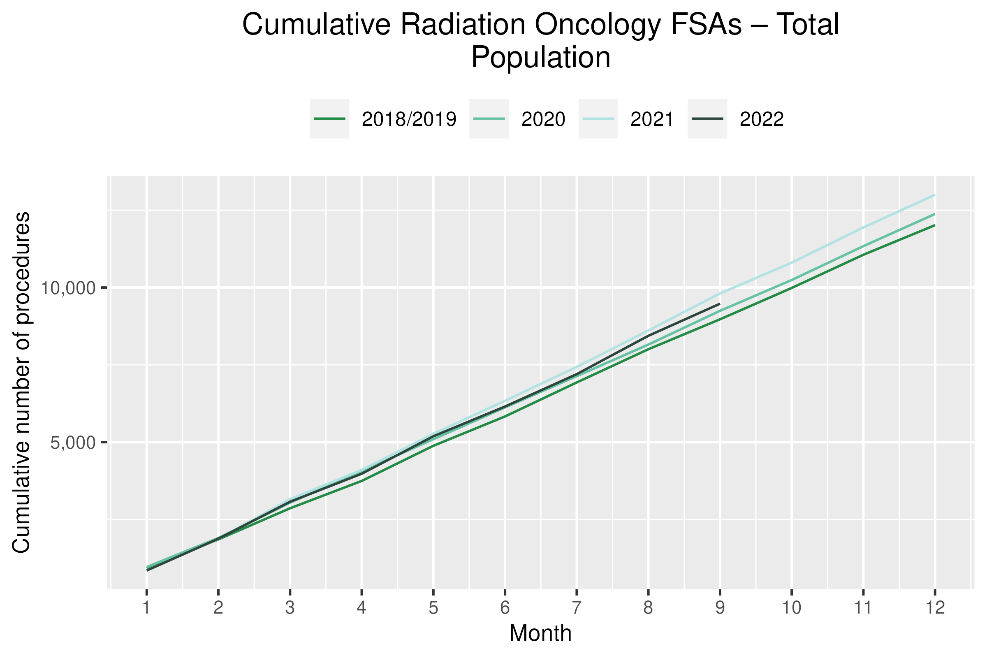 Cumulative Radiation Oncology FSAs – Total
Population
2018/2019 2020 2021 2022
Cumulative number of procedures
10,000
5,000
1 2 3 4 5 6 7 8 9 10 11 12
Month